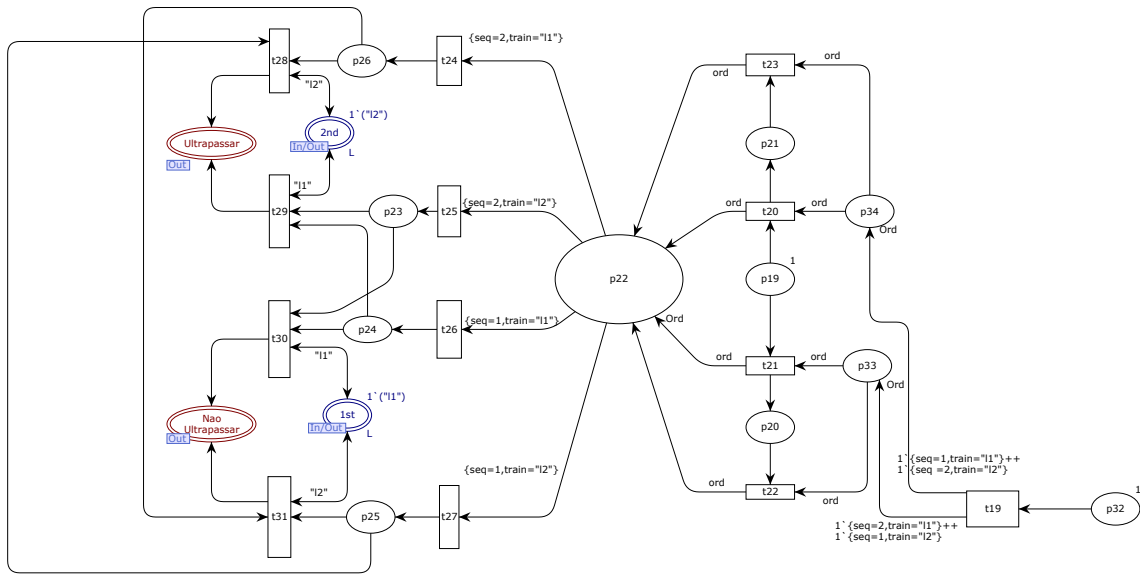 {seq=2,train="l1"}
t28
p26
t24
ord
t23
ord
"l2"
1`("l2")
2nd
In/Out
L
Ultrapassar
Out
p21
"l1"
t29
p23
t25
{seq=2,train="l2"}
ord
t20
ord
p34
Ord
p22
p19
1
t30
p24
t26
{seq=1,train="l1"}
Ord
"l1"
ord
t21
ord
p33
Ord
1`("l1")
1st
In/Out
L
Nao
Ultrapassar
Out
p20
{seq=1,train="l2"}
1`{seq=1,train="l1"}++
1`{seq =2,train="l2"}
"l2"
ord
t22
ord
t31
p25
t27
t19
p32
1
1`{seq=2,train="l1"}++
1`{seq=1,train="l2"}